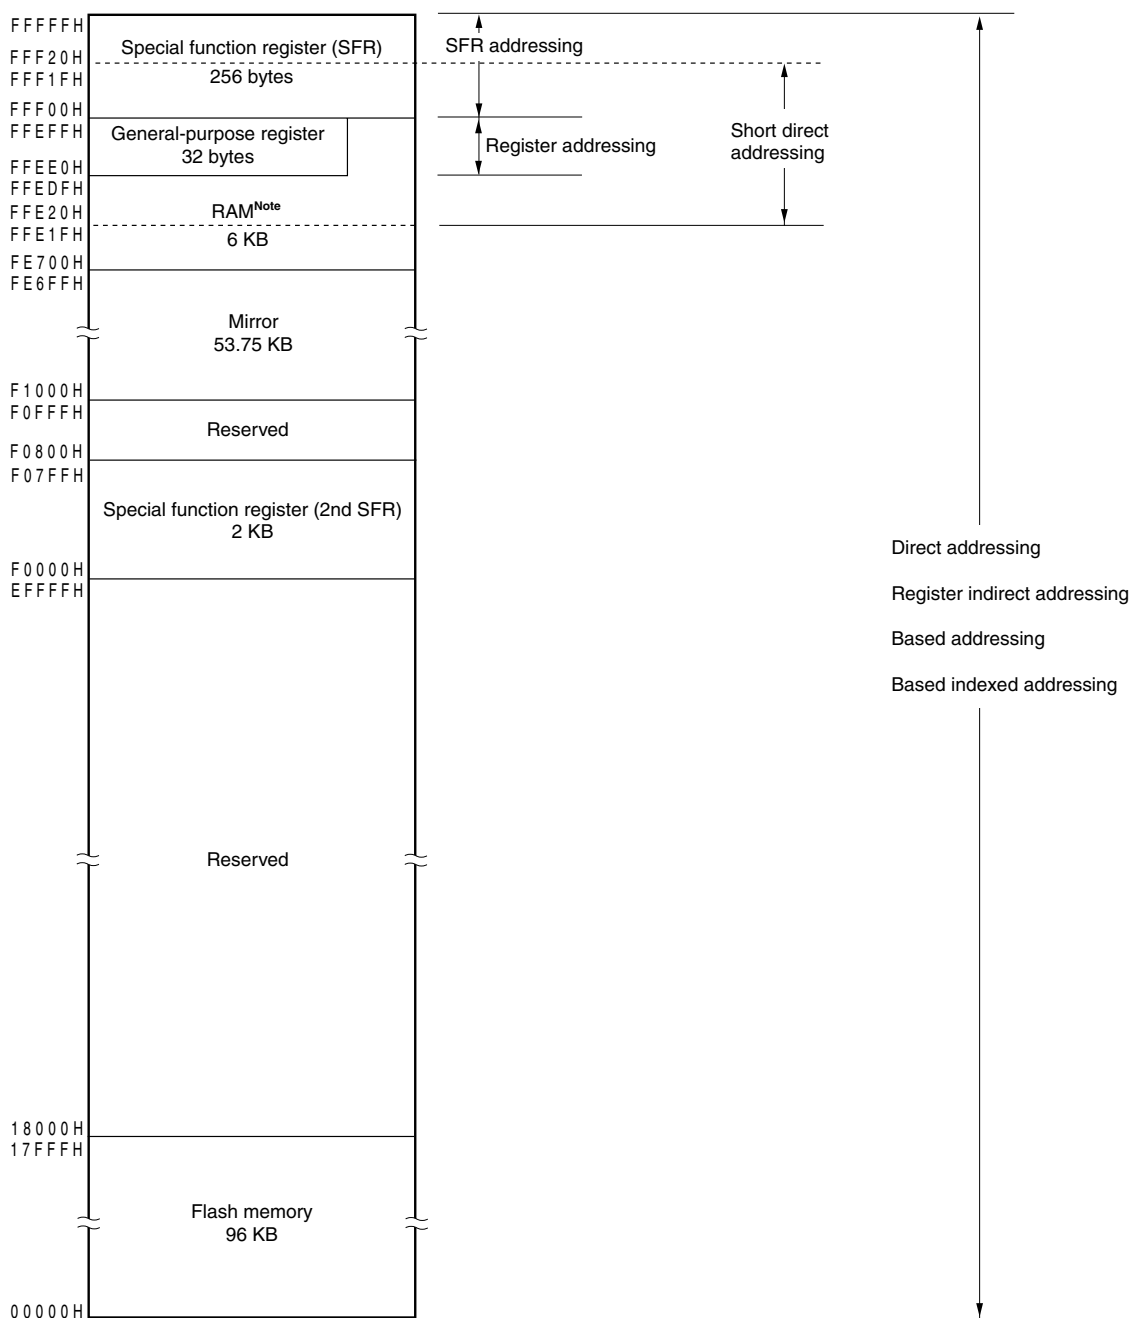 FFFFFH
Special function register (SFR)
256 bytes
SFR addressing
FFF20H
FFF1FH
FFF00H
FFEFFH
General-purpose register
32 bytes
Register addressing
Short direct
addressing
FFEE0H
FFEDFH
FFE20H
RAMNote
6 KB
FFE1FH
FE700H
FE6FFH
Mirror
53.75 KB
F1000H
F0FFFH
Reserved
F0800H
F07FFH
Special function register (2nd SFR)
2 KB
F0000H
EFFFFH
Direct addressing
Register indirect addressing
Based addressing
Based indexed addressing
Reserved
18000H
17FFFH
Flash memory
96 KB
00000H